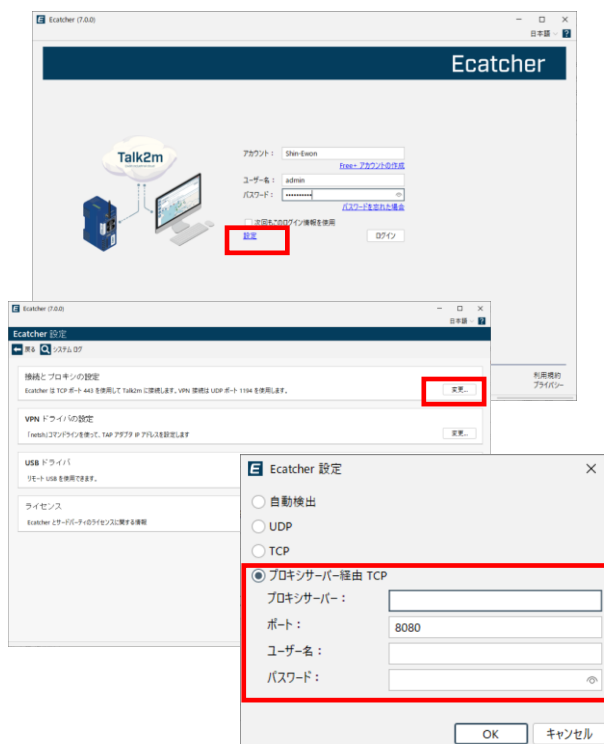 Ecatcher (7.0.0)
日本語
?
Ecatcher
Talk2m
アカウント： Shin-Ewon
Free+ アカウントの作成
ユーザー名： admin
パスワード： ••••••••••
パスワードを忘れた場合
次回もこのログイン情報を使用
設定
ログイン
利用規約
プライバシー
Ecatcher (7.0.0)
日本語
?
Ecatcher 設定
戻る システム ログ
接続とプロキシの設定
Ecatcher は TCP ポート 443 を使用して Talk2m に接続します。VPN 接続は UDP ポート 1194 を使用します。
変更...
VPN ドライバの設定
「netsh」コマンドラインを使って、TAP アダプタ IP アドレスを設定します
変更...
USB ドライバ
リモート USB を使用できます。
ライセンス
Ecatcher とサードパーティのライセンスに関する情報
Ecatcher 設定
自動検出
UDP
TCP
プロキシサーバー経由 TCP
プロキシサーバー：
ポート： 8080
ユーザー名：
パスワード：
OK
キャンセル